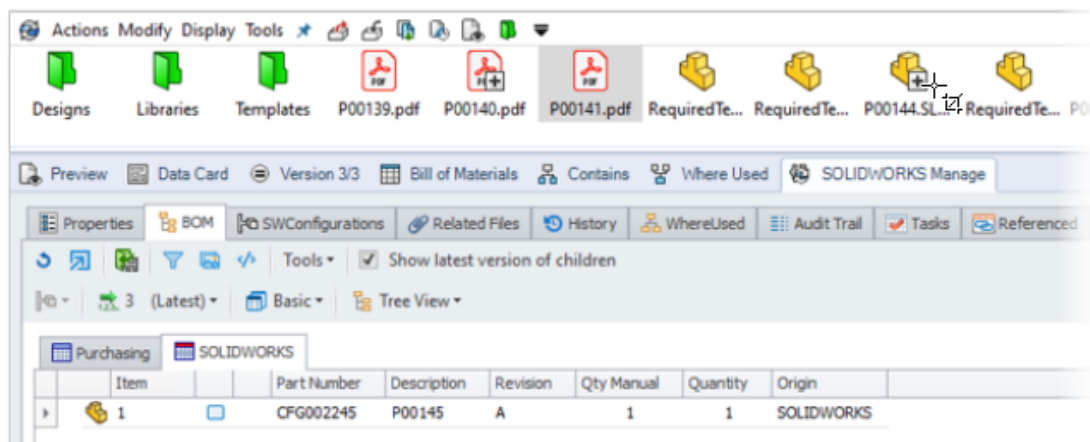 Actions Modify Display Tools
Designs Libraries Templates P00139.pdf P00140.pdf P00141.pdf RequiredTe... RequiredTe... P00144.SL... RequiredTe...
Preview Data Card Version 3/3 Bill of Materials Contains Where Used SOLIDWORKS Manage
Properties BOM SWConfigurations Related Files History WhereUsed Audit Trail Tasks Referenced
Tools Show latest version of children
3 (Latest) Basic Tree View
Purchasing SOLIDWORKS
Item Part Number Description Revision Qty Manual Quantity Origin
1 CFG002245 P00145 A 1 1 SOLIDWORKS